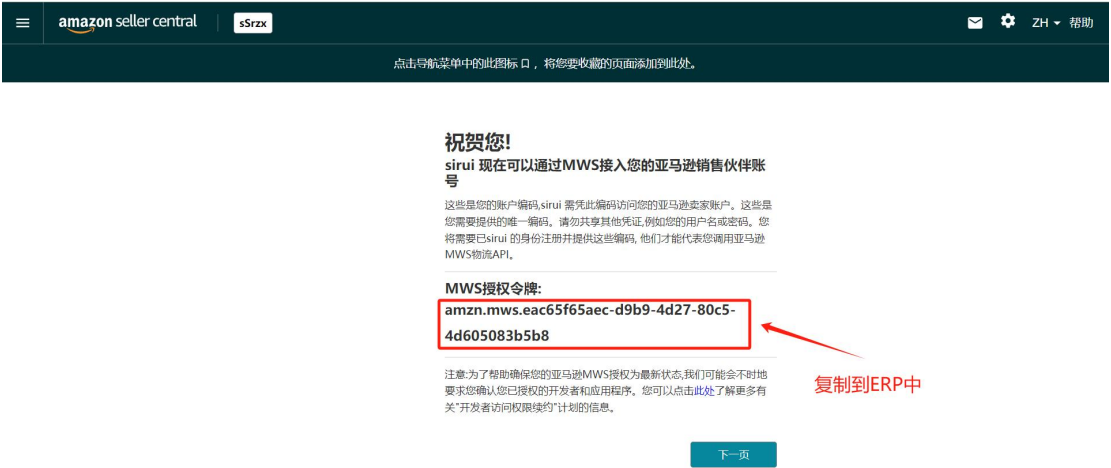 amazon seller central
sSrzx
ZH
帮助
点击导航菜单中的此图标 口 ，将您要收藏的页面添加到此处。
祝贺您!
sirui 现在可以通过MWS接入您的亚马逊销售伙伴账
号
这些是您的账户编码,sirui 需凭此编码访问您的亚马逊卖家账户。这些是
您需要提供的唯一编码。请勿共享其他凭证,例如您的用户名或密码。您
将需要已sirui 的身份注册并提供这些编码, 他们才能代表您调用亚马逊
MWS物流API。
MWS授权令牌:
amzn.mws.eac65f65aec-d9b9-4d27-80c5-
4d605083b5b8
注意:为了帮助确保您的亚马逊MWS授权为最新状态,我们可能会不时地
要求您确认您已授权的开发者和应用程序。您可以点击此处了解更多有
关"开发者访问权限续约"计划的信息。
复制到ERP中
下一页